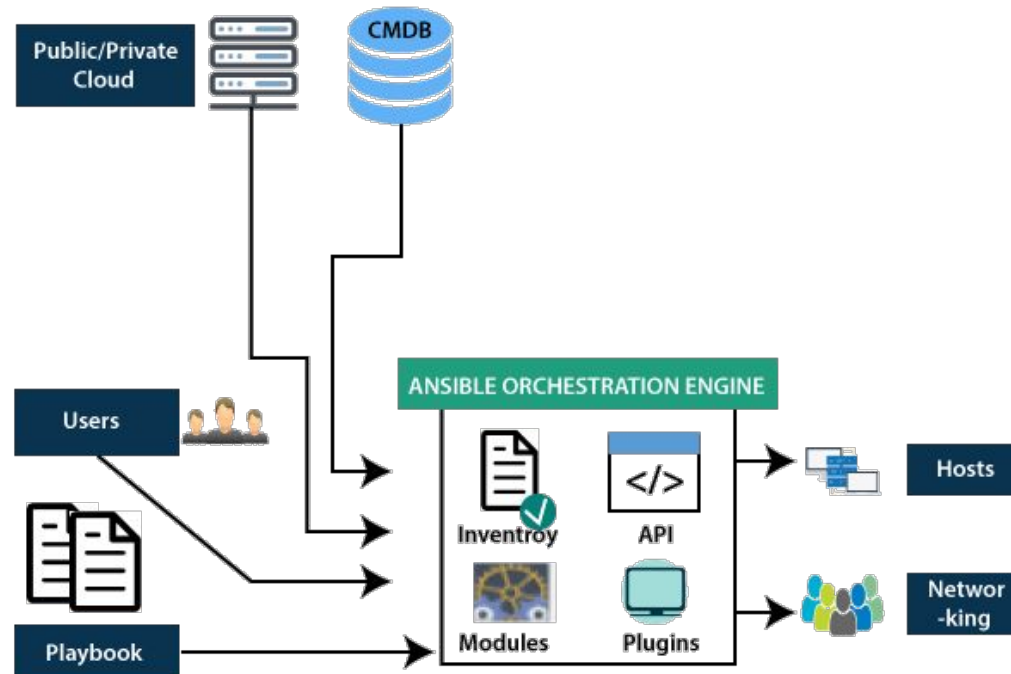 Public/Private
Cloud
CMDB
ANSIBLE ORCHESTRATION ENGINE
Users
Inventroy
API
</>
Hosts
Modules
Plugins
Networ
-king
Playbook